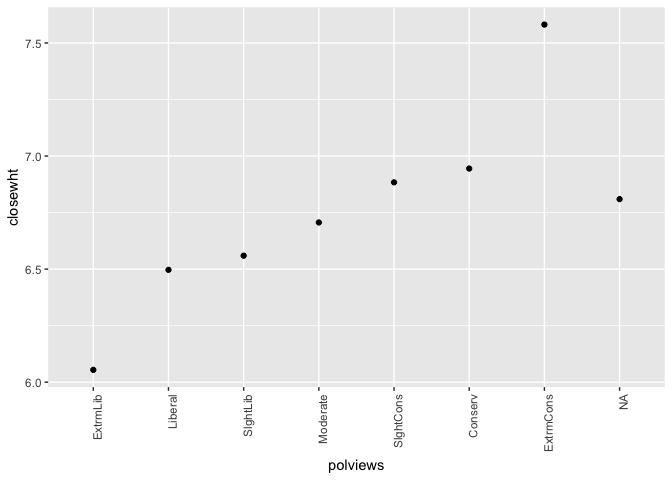 7.5
7.0
6.5
6.0
closewht
ExtrmLib
Liberal
SlghtLib
Moderate
SlghtCons
Conserv
ExtrmCons
NA
polviews